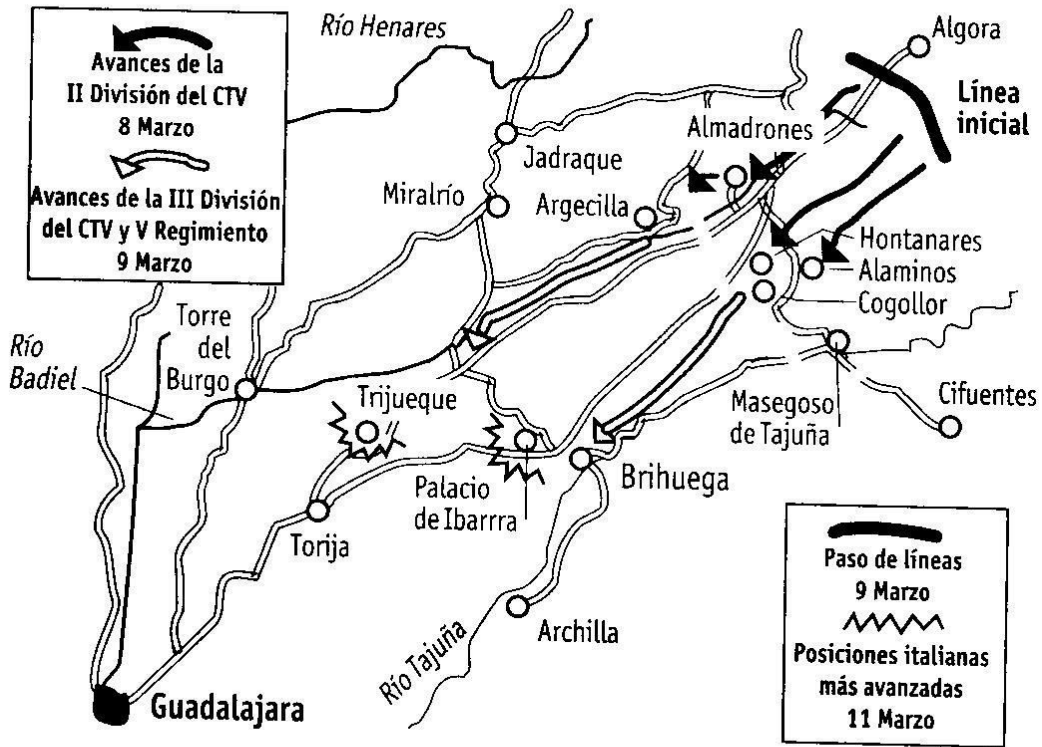 Avances de la
II División del CTV
8 Marzo
Avances de la III División
del CTV y V Regimiento
9 Marzo
Río Henares
Algora
Línea
inicial
Almadrones
Jadraque
Miralrío
Argecilla
Hontanares
Alaminos
Cogollor
Torre
del
Burgo
Río
Badiel
Trijueque
Masegoso
de Tajuña
Cifuentes
Palacio
de Ibarrra
Brihuega
Torija
Archilla
Río Tajuña
Guadalajara
Paso de líneas
9 Marzo
Posiciones italianas
más avanzadas
11 Marzo